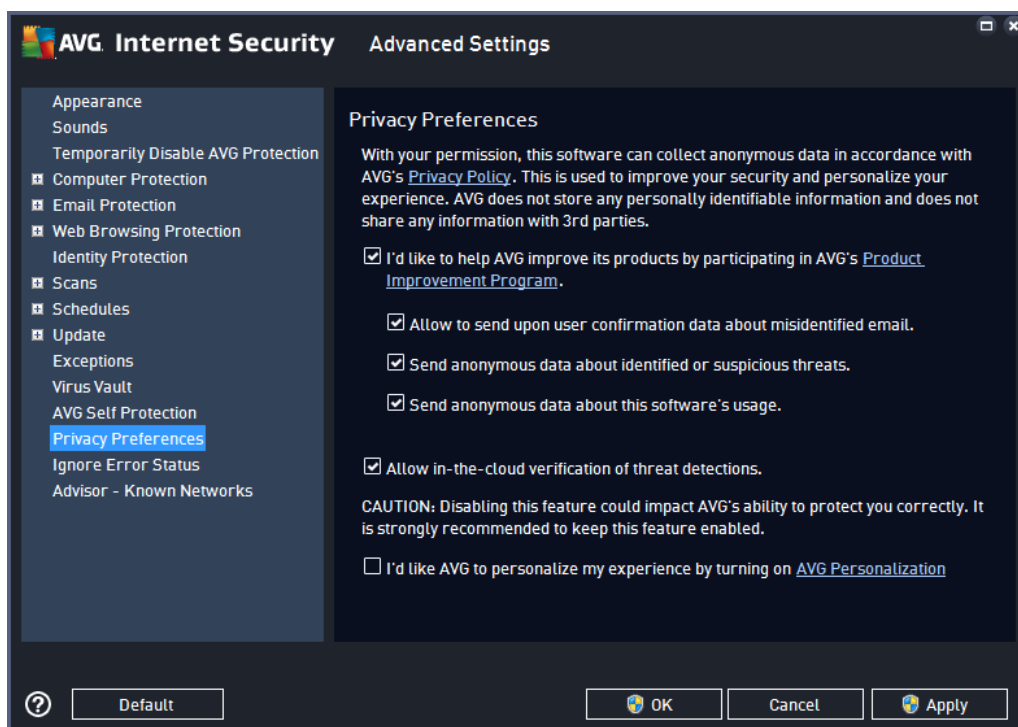 AVG. Internet Security Advanced Settings
Appearance
Sounds
Temporarily Disable AVG Protection
Computer Protection
Email Protection
Web Browsing Protection
Identity Protection
Scans
Schedules
Update
Exceptions
Virus Vault
AVG Self Protection
Privacy Preferences
Ignore Error Status
Advisor - Known Networks
Privacy Preferences
With your permission, this software can collect anonymous data in accordance with
AVG's Privacy Policy. This is used to improve your security and personalize your
experience. AVG does not store any personally identifiable information and does not
share any information with 3rd parties.
I'd like to help AVG improve its products by participating in AVG's Product
Improvement Program.
Allow to send upon user confirmation data about misidentified email.
Send anonymous data about identified or suspicious threats.
Send anonymous data about this software's usage.
Allow in-the-cloud verification of threat detections.
CAUTION: Disabling this feature could impact AVG's ability to protect you correctly. It
is strongly recommended to keep this feature enabled.
I'd like AVG to personalize my experience by turning on AVG Personalization
? Default OK Cancel Apply